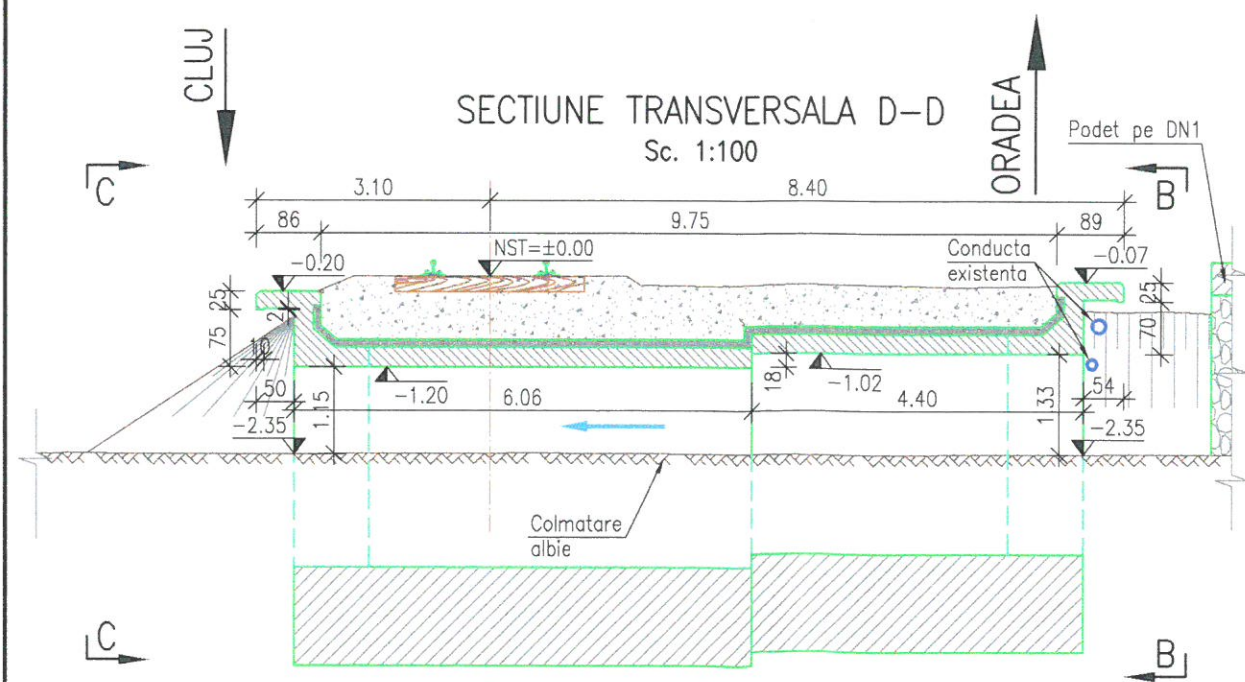 CLUJ
SECTIUNE TRANSVERSALA D-D
Sc. 1:100
ORADEA
Podet pe DN1
C
B
3.10
8.40
86
9.75
89
NST=±0.00
Conducta
existenta
-0.20
-0.07
25
2
75
10
25
70
-1.20
18
-1.02
50
1.15
6.06
4.40
1.33
54
-2.35
-2.35
Colmatare
albie
C
B